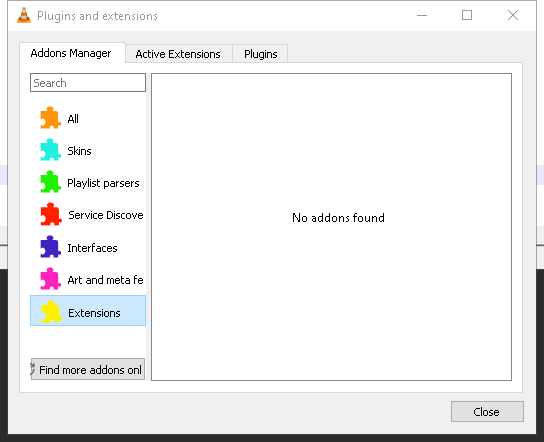 Plugins and extensions
Addons Manager
Active Extensions
Plugins
Search
All
Skins
Playlist parsers
Service Discove
Interfaces
Art and meta fe
Extensions
No addons found
Find more addons onl
Close